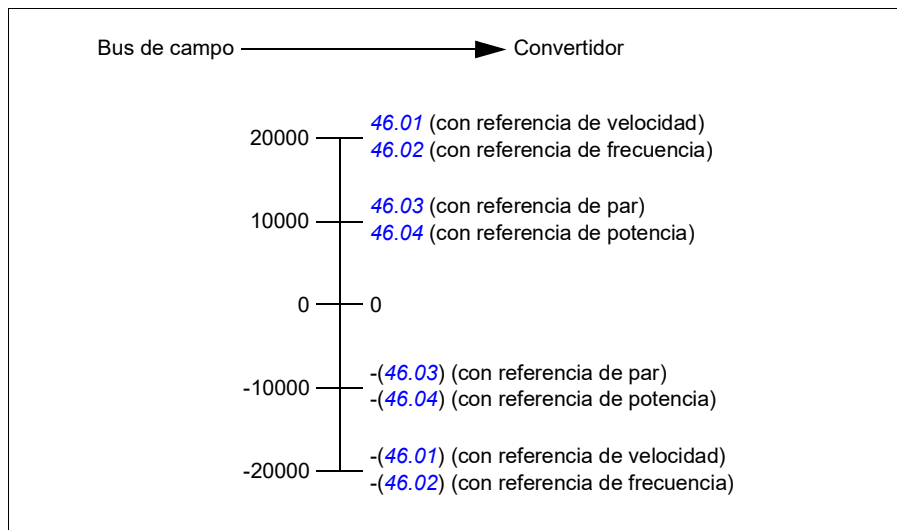 Bus de campo Convertidor
46.01 (con referencia de velocidad)
20000
46.02 (con referencia de frecuencia)
46.03 (con referencia de par)
10000
46.04 (con referencia de potencia)
0 0
-(46.03) (con referencia de par)
-10000
-(46.04) (con referencia de potencia)
-(46.01) (con referencia de velocidad)
-20000
-(46.02) (con referencia de frecuencia)